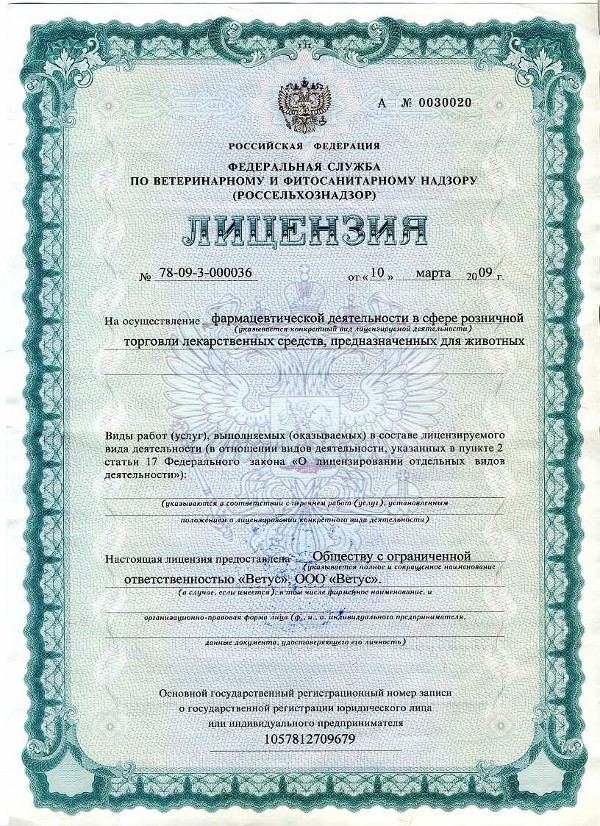 А № 0030020
РОССИЙСКАЯ ФЕДЕРАЦИЯ
ФЕДЕРАЛЬНАЯ СЛУЖБА
ПО ВЕТЕРИНАРНОМУ И ФИТОСАНИТАРНОМУ НАДЗОРУ
(РОССЕЛЬХОЗНАДЗОР)
ЛИЦЕНЗИЯ
№ 78-09-3-000036 от « 10 » марта 2009 г.
На осуществление фармацевтической деятельности в сфере розничной
(указывается конкретный вид лицензируемой деятельности)
торговли лекарственных средств, предназначенных для животных
Виды работ (услуг), выполняемых (оказываемых) в составе лицензируемого
вида деятельности (в отношении видов деятельности, указанных в пункте 2
статьи 17 Федерального закона «О лицензировании отдельных видов
деятельности»):
(указываются в соответствии с перечнем работ (услуг), установленным
положением о лицензировании конкретного вида деятельности)
Настоящая лицензия предоставлена Обществу с ограниченной
(указывается полное и сокращенное наименование
ответственностью «Ветус», ООО «Ветус».
(в случае, если имеется), в том числе фирменное наименование, и
организационно-правовая форма лица (ф., и., о. индивидуального предпринимателя,
данные документа, удостоверяющего его личность)
Основной государственный регистрационный номер записи
о государственной регистрации юридического лица
или индивидуального предпринимателя
1057812709679